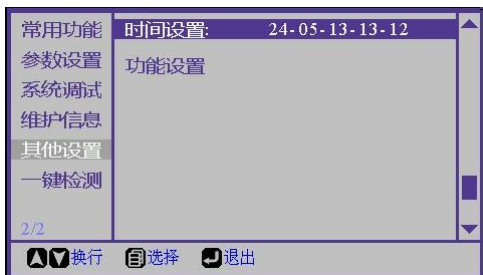 常用功能
时间设置: 24-05-13-13-12
参数设置
功能设置
系统调试
维护信息
其他设置
一键检测
2/2
换行 选择 退出